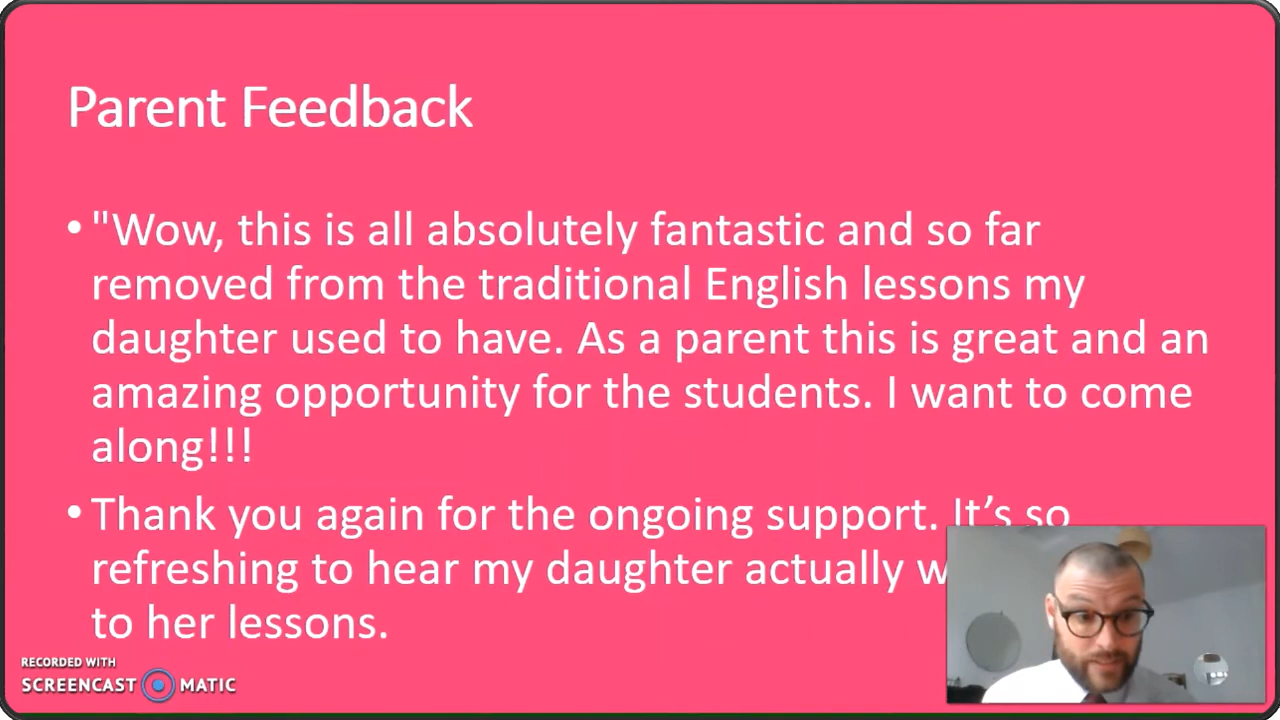 Parent Feedback
• "Wow, this is all absolutely fantastic and so far
removed from the traditional English lessons my
daughter used to have. As a parent this is great and an
amazing opportunity for the students. I want to come
along!!!
• Thank you again for the ongoing support. It’s so
refreshing to hear my daughter actually
to her lessons.
RECORDED WITH
SCREENCAST MATIC